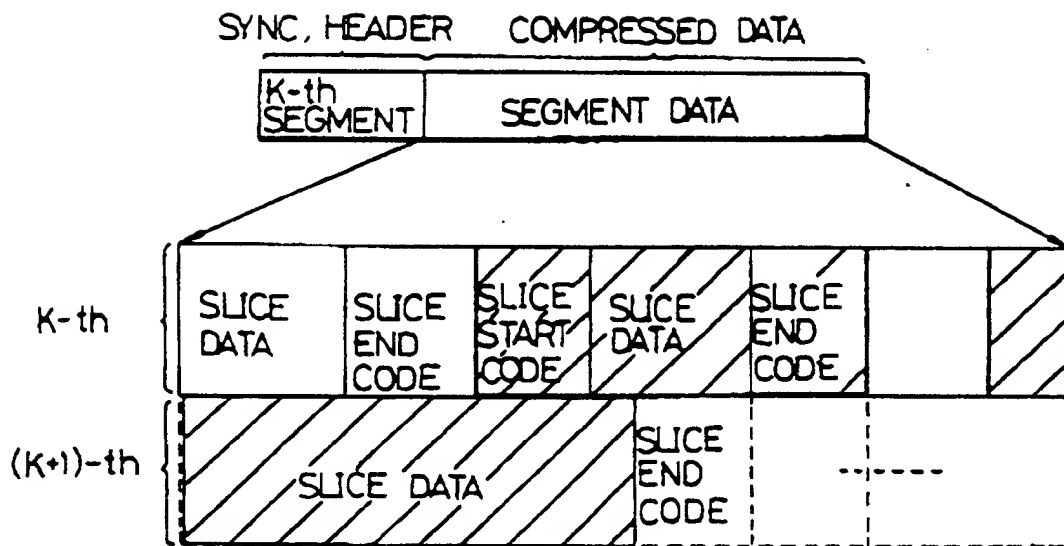 SYNC, HEADER COMPRESSED DATA
K-th
SEGMENT
SEGMENT DATA
K-th
SLICE
DATA
SLICE
END
CODE
SLICE
START
CODE
SLICE
DATA
SLICE
END
CODE
(K+1)-th
SLICE DATA
SLICE
END
CODE